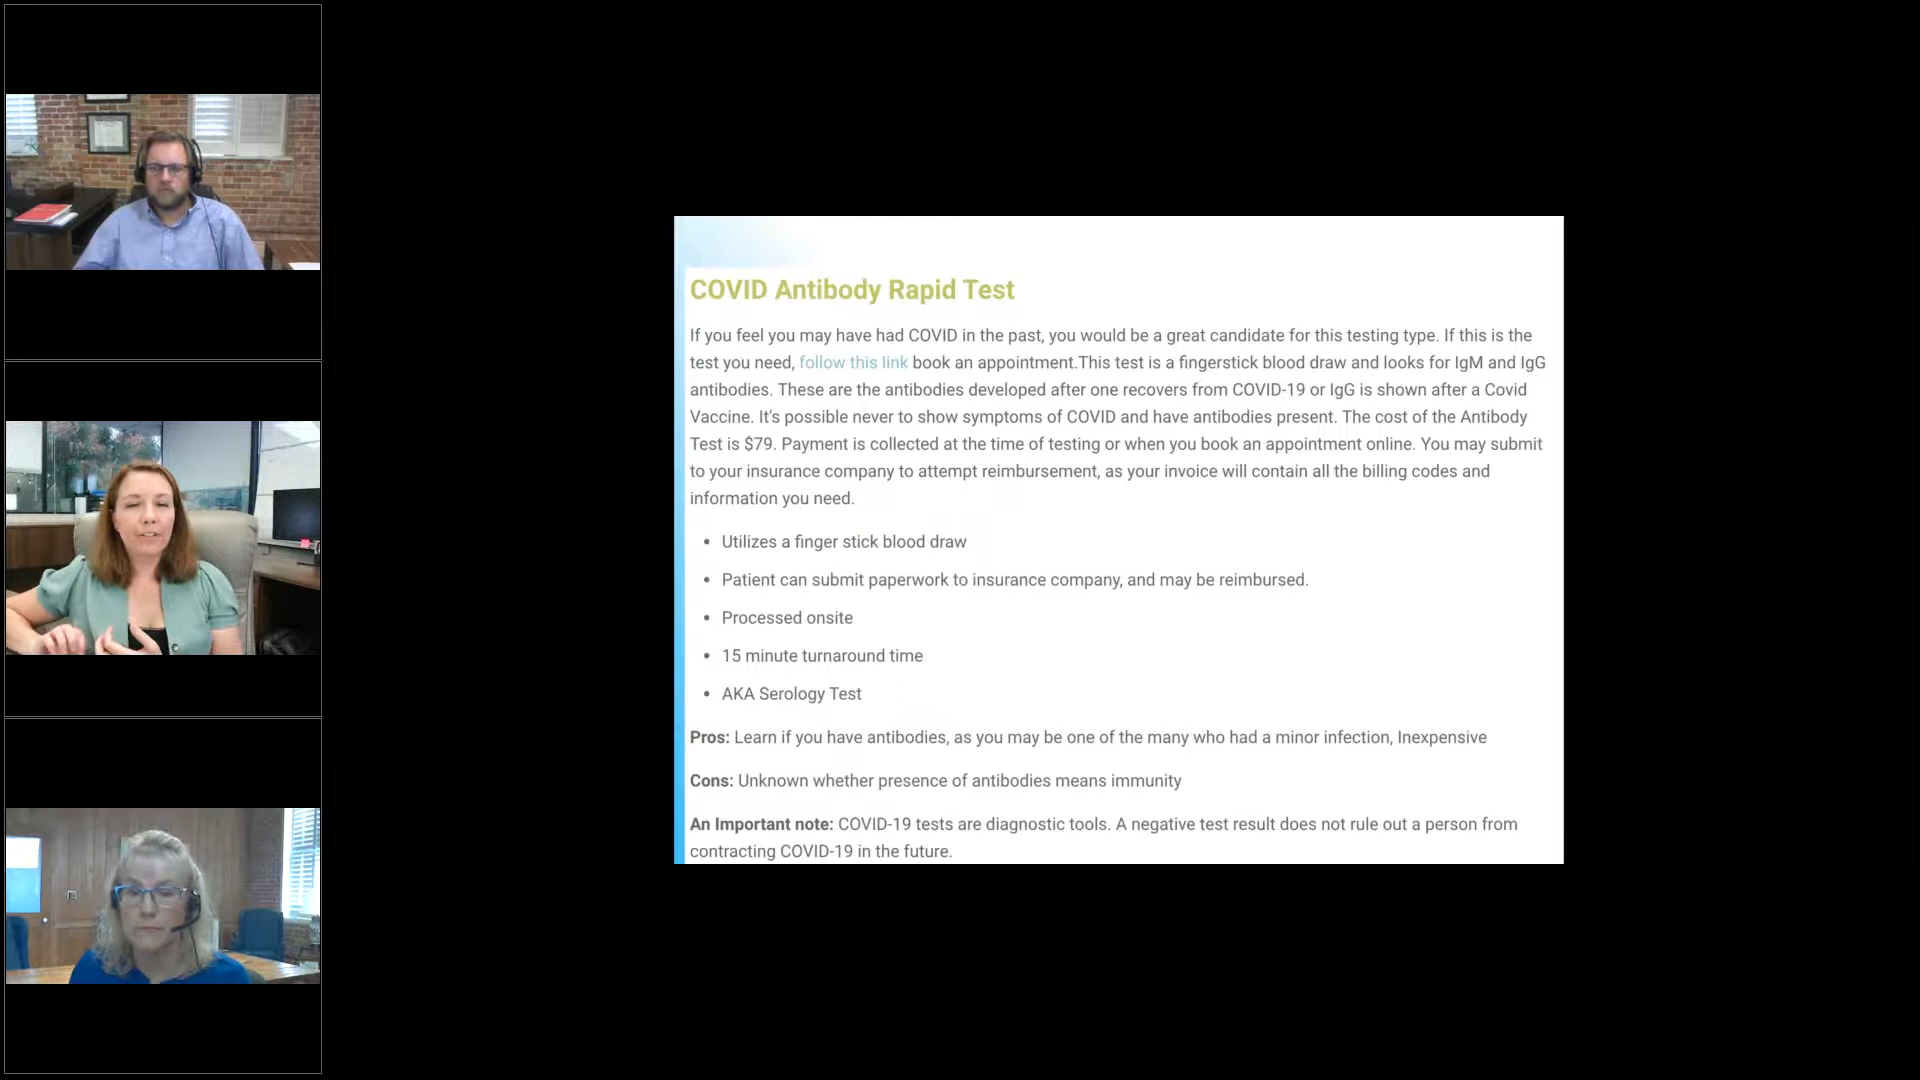 COVID Antibody Rapid Test
If you feel you may have had COVID in the past, you would be a great candidate for this testing type. If this is the
test you need, follow this link book an appointment.This test is a fingerstick blood draw and looks for IgM and IgG
antibodies. These are the antibodies developed after one recovers from COVID-19 or IgG is shown after a Covid
Vaccine. It's possible never to show symptoms of COVID and have antibodies present. The cost of the Antibody
Test is $79. Payment is collected at the time of testing or when you book an appointment online. You may submit
to your insurance company to attempt reimbursement, as your invoice will contain all the billing codes and
information you need.
• Utilizes a finger stick blood draw
• Patient can submit paperwork to insurance company, and may be reimbursed.
• Processed onsite
• 15 minute turnaround time
• AKA Serology Test
Pros: Learn if you have antibodies, as you may be one of the many who had a minor infection, Inexpensive
Cons: Unknown whether presence of antibodies means immunity
An Important note: COVID-19 tests are diagnostic tools. A negative test result does not rule out a person from
contracting COVID-19 in the future.